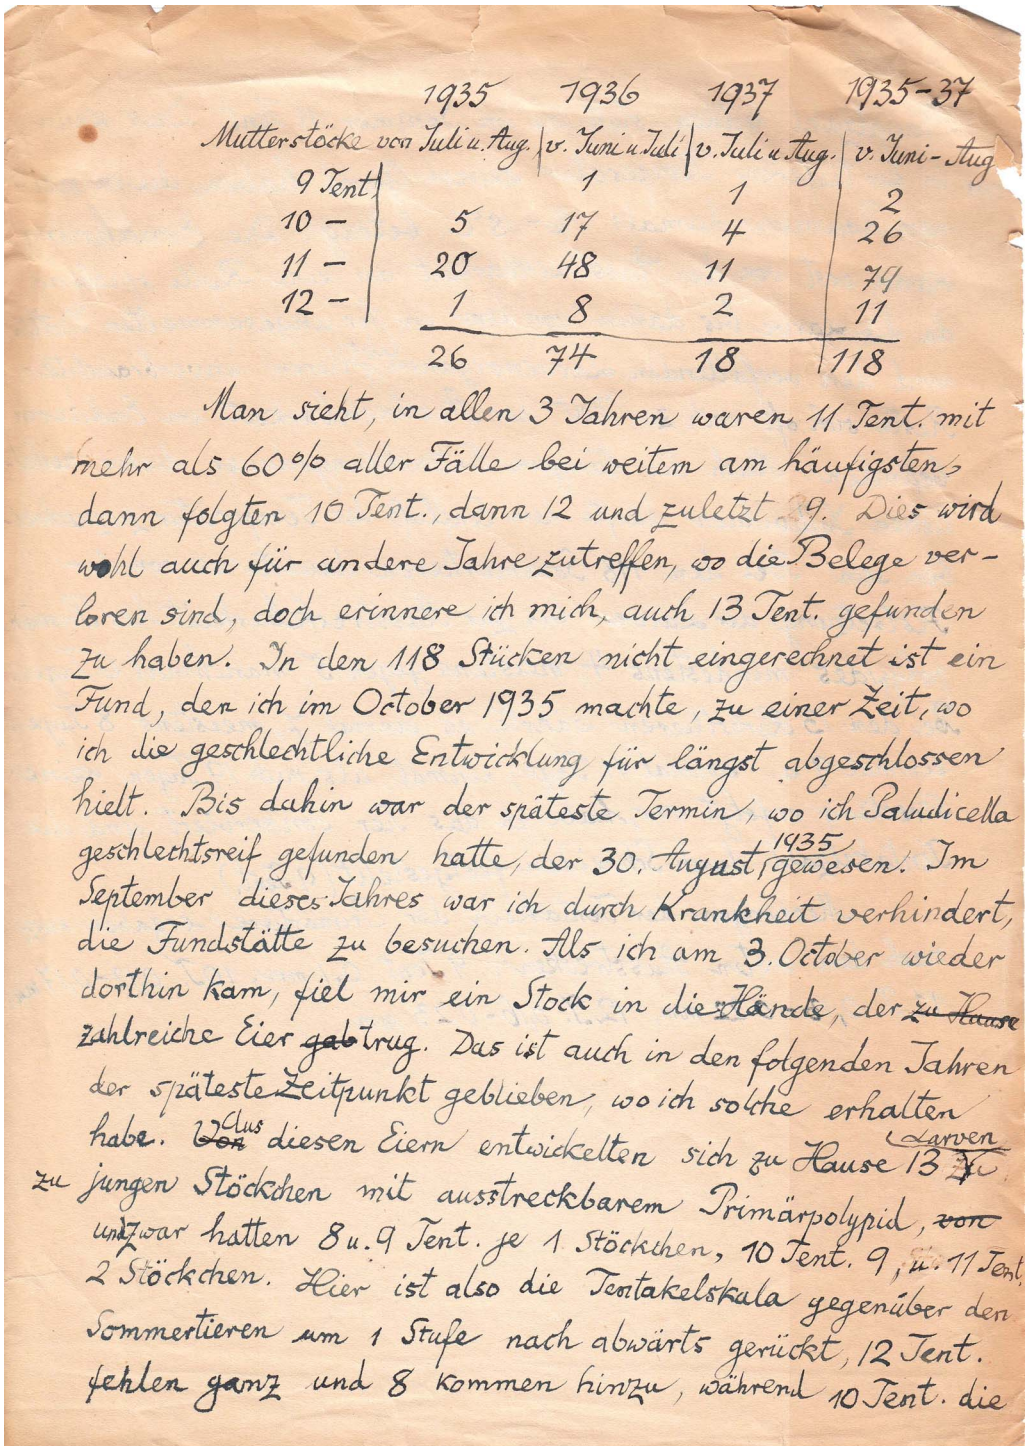 1935 1936 1937 1935-37
Mutterstöcke von Juli u. Aug. | v. Juni u Juli | v. Juli u Aug. | v. Juni - Aug
9 Tent. 1 1 2
10 - 5 17 4 26
11 - 20 48 11 79
12 - 1 8 2 11
26 74 18 118
Man sieht, in allen 3 Jahren waren 11 Tent. mit
mehr als 60% aller Fälle bei weitem am häufigsten,
dann folgten 10 Tent., dann 12 und zuletzt 9. Dies wird
wohl auch für andere Jahre zutreffen, wo die Belege ver-
loren sind, doch erinnere ich mich, auch 13 Tent. gefunden
zu haben. In den 118 Stücken nicht eingerechnet ist ein
Fund, den ich im October 1935 machte, zu einer Zeit, wo
ich die geschlechtliche Entwicklung für längst abgeschlossen
hielt. Bis dahin war der späteste Termin, wo ich Paludicella
geschlechtsreif gefunden hatte, der 30. August 1935 gewesen. Im
September dieses Jahres war ich durch Krankheit verhindert,
die Fundstätte zu besuchen. Als ich am 3. October wieder
dorthin kam, fiel mir ein Stock in die Hände, der zu Hause
zahlreiche Eier gab trug. Das ist auch in den folgenden Jahren
der späteste Zeitpunkt geblieben, wo ich solche erhalten
habe. Von Aus diesen Eiern entwickelten sich zu Hause 13 Larven zu
zu jungen Stöckchen mit ausstreckbarem Primärpolypid, von
und zwar hatten 8 u. 9 Tent. je 1 Stöckchen, 10 Tent. 9, u. 11 Tent.
2 Stöckchen. Hier ist also die Tentakelskala gegenüber den
Sommertieren um 1 Stufe nach abwärts gerückt, 12 Tent.
fehlen ganz und 8 kommen hinzu, während 10 Tent. die